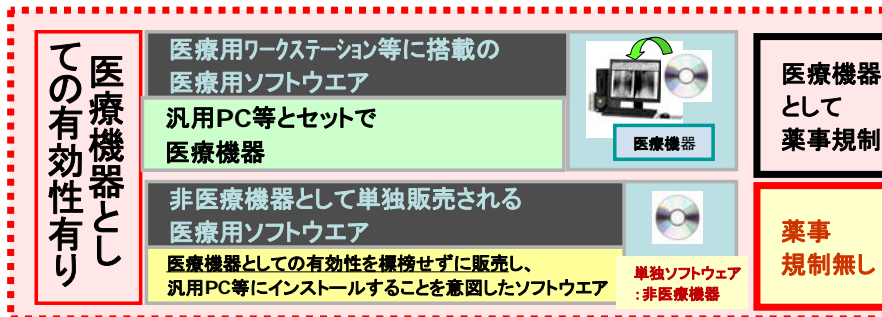 医療機器とし
ての有効性有り
医療用ワークステーション等に搭載の
医療用ソフトウエア
汎用PC等とセットで
医療機器
医療機器
医療機器
として
薬事規制
非医療機器として単独販売される
医療用ソフトウエア
医療機器としての有効性を標榜せずに販売し、
汎用PC等にインストールすることを意図したソフトウエア
単独ソフトウェア
:非医療機器
薬事
規制無し